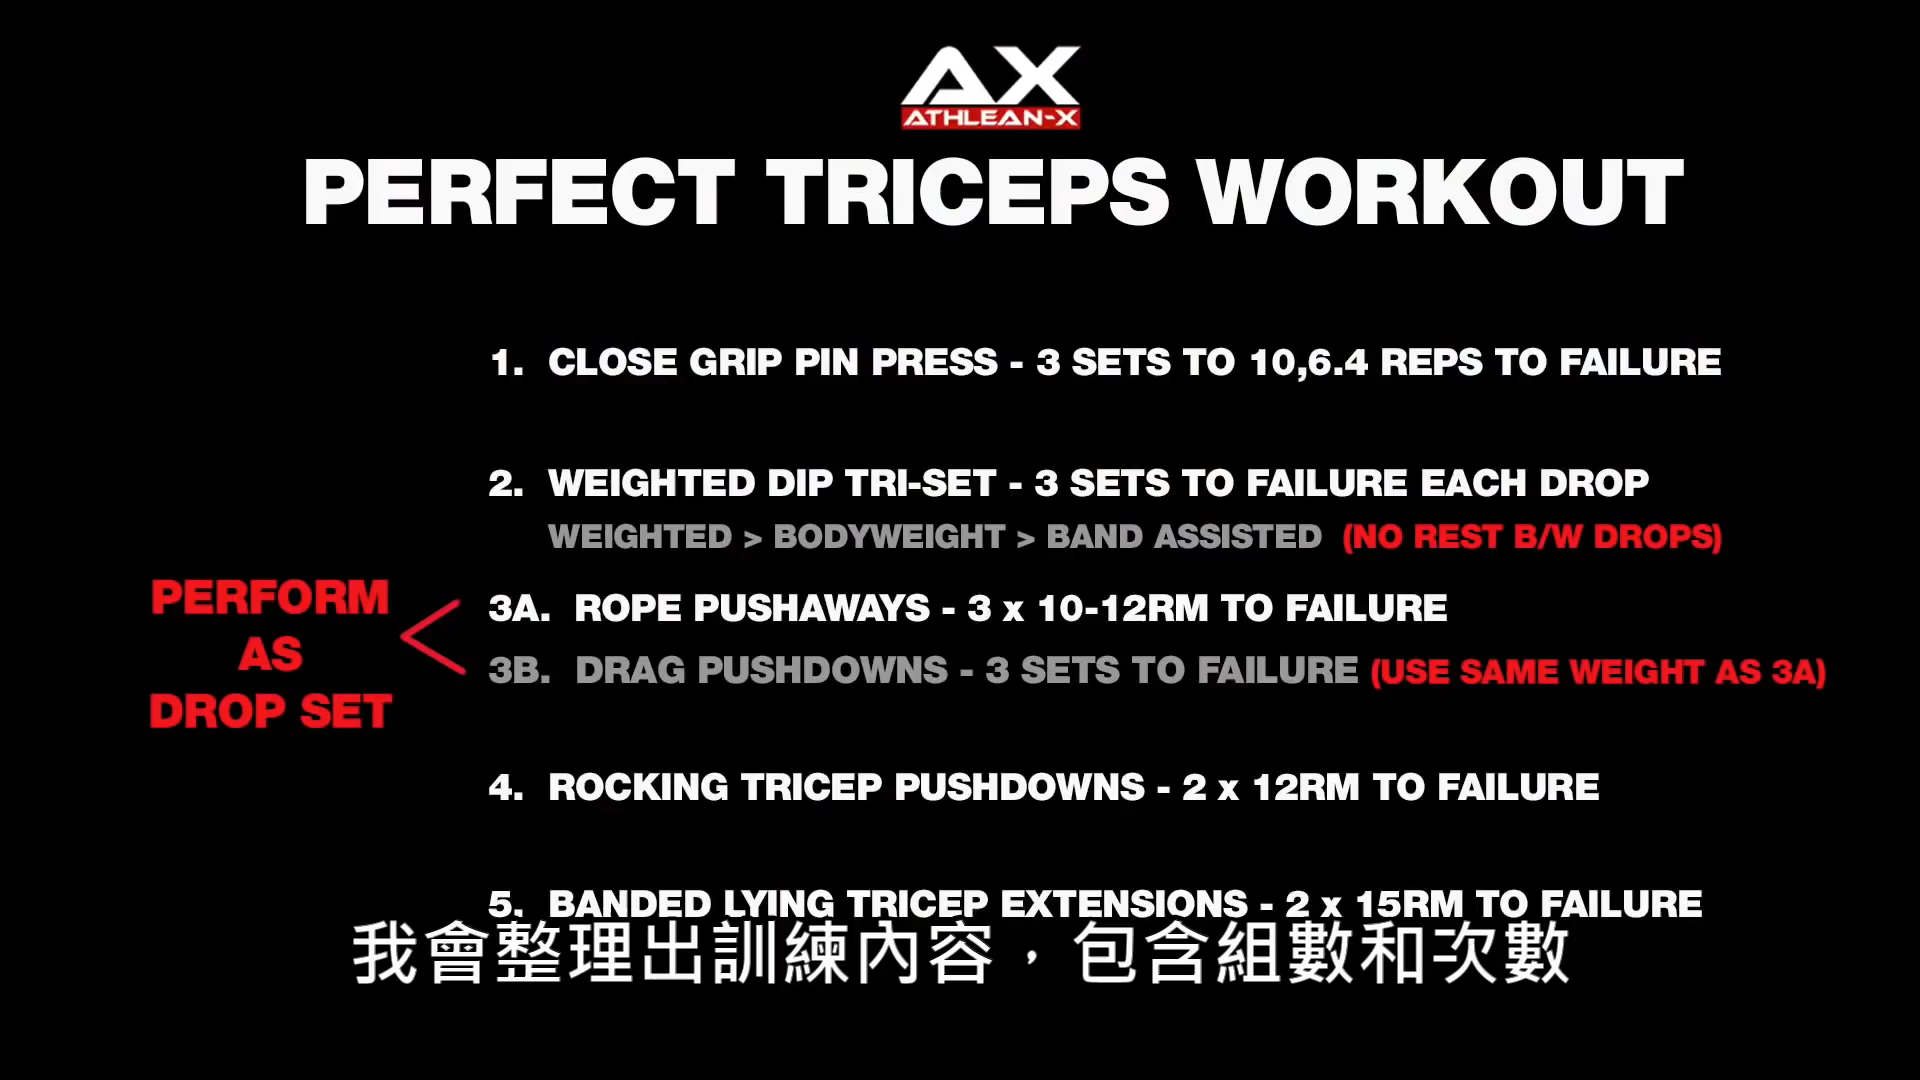 AX
ATHLEAN-X
PERFECT TRICEPS WORKOUT
1. CLOSE GRIP PIN PRESS - 3 SETS TO 10,6.4 REPS TO FAILURE
2. WEIGHTED DIP TRI-SET - 3 SETS TO FAILURE EACH DROP
WEIGHTED > BODYWEIGHT > BAND ASSISTED (NO REST B/W DROPS)
PERFORM
AS
DROP SET
3A. ROPE PUSHAWAYS - 3 x 10-12RM TO FAILURE
3B. DRAG PUSHDOWNS - 3 SETS TO FAILURE (USE SAME WEIGHT AS 3A)
4. ROCKING TRICEP PUSHDOWNS - 2 x 12RM TO FAILURE
5. BANDED LYING TRICEP EXTENSIONS - 2 x 15RM TO FAILURE
我會整理出訓練內容，包含組數和次數